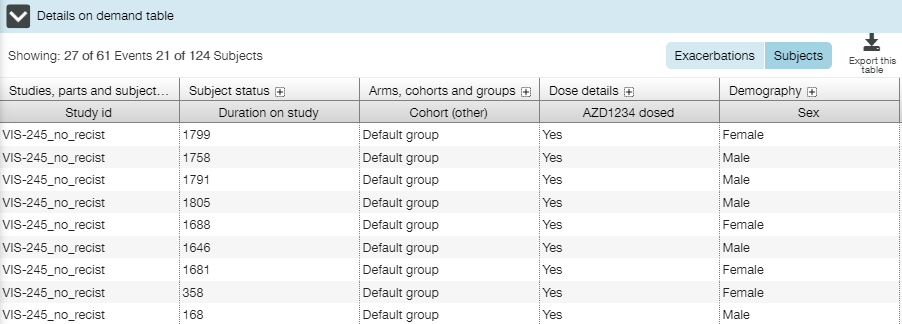 Details on demand table
Showing: 27 of 61 Events 21 of 124 Subjects
Exacerbations Subjects Export this
table
Studies, parts and subject... Subject status Arms, cohorts and groups Dose details Demography
Study id Duration on study Cohort (other) AZD1234 dosed Sex
VIS-245_no_recist 1799 Default group Yes Female
VIS-245_no_recist 1758 Default group Yes Male
VIS-245_no_recist 1791 Default group Yes Male
VIS-245_no_recist 1805 Default group Yes Male
VIS-245_no_recist 1688 Default group Yes Female
VIS-245_no_recist 1646 Default group Yes Male
VIS-245_no_recist 1681 Default group Yes Female
VIS-245_no_recist 358 Default group Yes Female
VIS-245_no_recist 168 Default group Yes Male